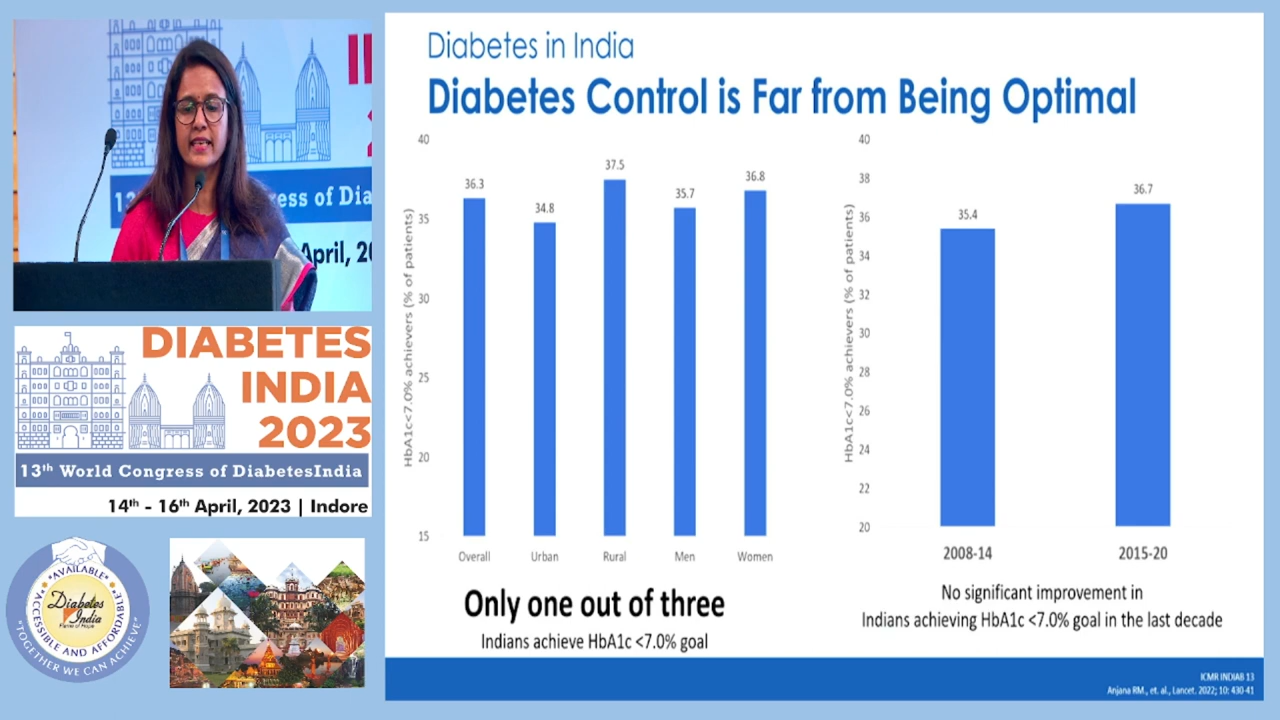 II
13
ess of Dia
April, 20
DIABETES
INDIA
2023
13th World Congress of DiabetesIndia
14th - 16th April, 2023 | Indore
"AVAILABLE"
"ACCESSIBLE AND AFFORDABLE"
Diabetes
India
"TOGETHER WE CAN ACHIEVE"
Diabetes in India
Diabetes Control is Far from Being Optimal
HbA1c<7.0% achievers (% of patients)
40
35
30
25
20
15
36.3
34.8
37.5
35.7
36.8
Overall
Urban
Rural
Men
Women
Only one out of three
Indians achieve HbA1c <7.0% goal
HbA1c<7.0% achievers (% of patients)
40
38
36
34
32
30
28
26
24
22
20
35.4
36.7
2008-14
2015-20
No significant improvement in
Indians achieving HbA1c <7.0% goal in the last decade
ICMR INDIAB 13
Anjana RM., et. al., Lancet. 2022; 10: 430-41